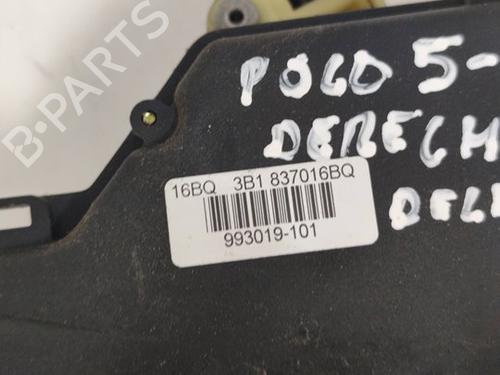 POLO 5-
DERECH
DEL
16BQ 3B1 837016BQ
993019-101
B-PARTS